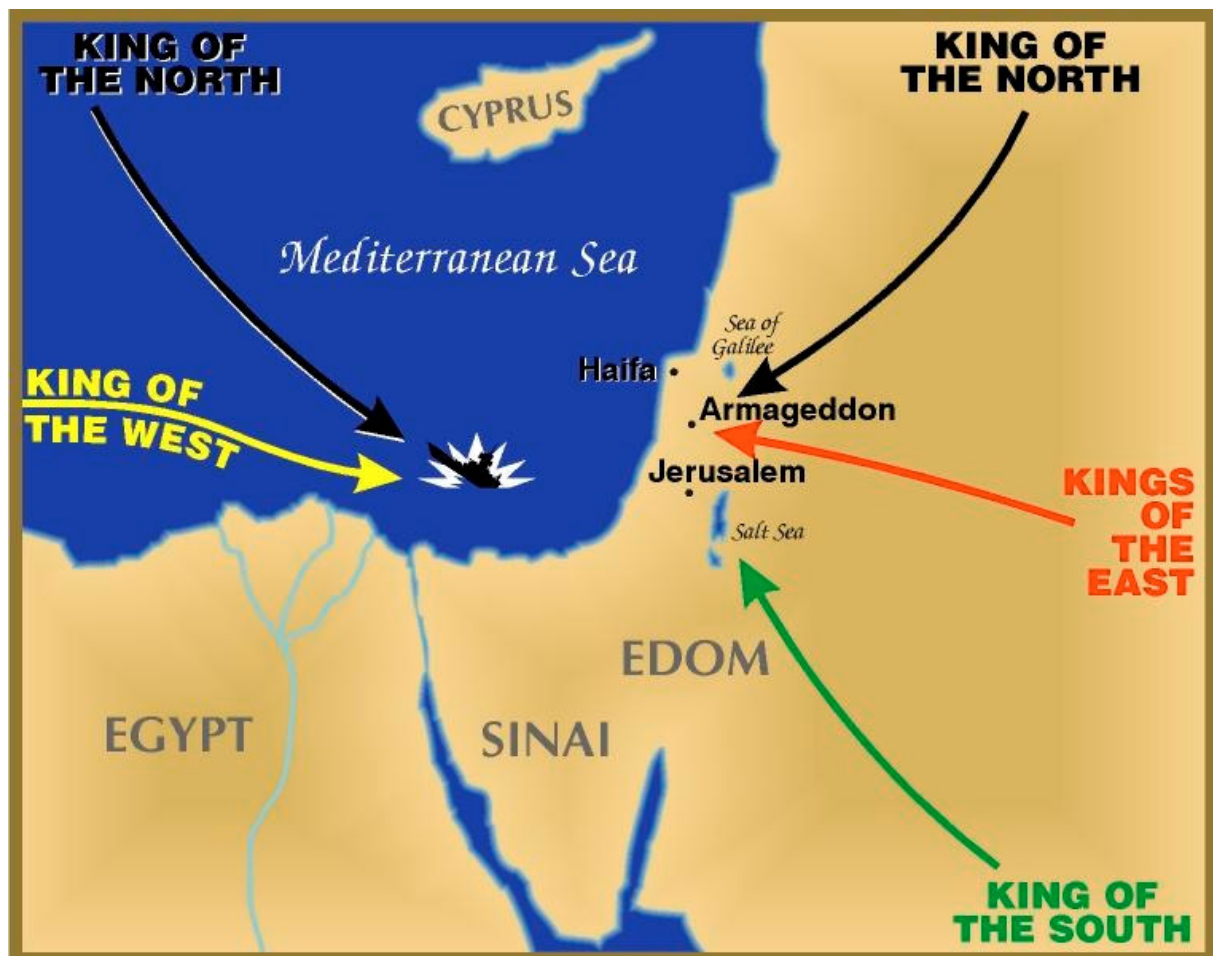 KING OF
THE NORTH
KING OF
THE NORTH
CYPRUS
Mediterranean Sea
Sea of
Galilee
Haifa
KING OF
THE WEST
Armageddon
Jerusalem
KINGS
OF
THE
EAST
Salt Sea
EDOM
EGYPT
SINAI
KING OF
THE SOUTH